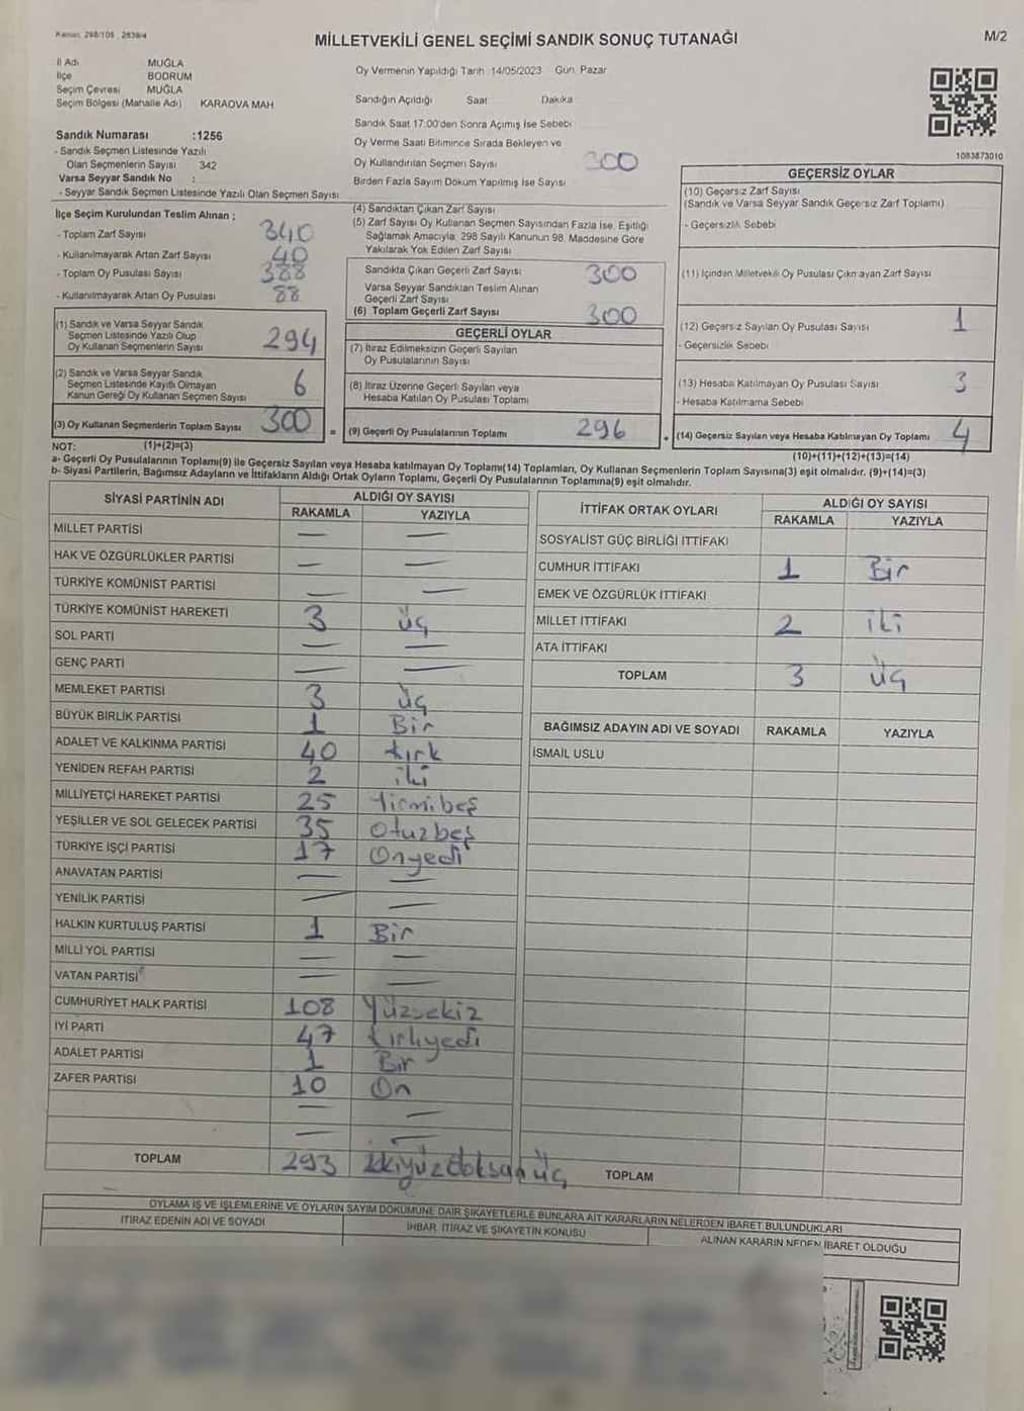 Kanun: 298/105 , 2839/4
MİLLETVEKİLİ GENEL SEÇİMİ SANDIK SONUÇ TUTANAĞI
M/2
İl Adı MUĞLA
İlçe BODRUM
Seçim Çevresi MUĞLA
Seçim Bölgesi (Mahalle Adı) KARAOVA MAH
Sandık Numarası :1256
- Sandık Seçmen Listesinde Yazılı
Olan Seçmenlerin Sayısı 342
Varsa Seyyar Sandık No :
- Seyyar Sandık Seçmen Listesinde Yazılı Olan Seçmen Sayısı
Oy Vermenin Yapıldığı Tarih :14/05/2023 Gün: Pazar
Sandığın Açıldığı Saat Dakika
Sandık Saat 17:00'den Sonra Açımış İse Sebebi
Oy Verme Saati Bitimince Sırada Bekleyen ve
Oy Kullandırılan Seçmen Sayısı 300
Birden Fazla Sayım Döküm Yapılmış İse Sayısı
1083873010
İlçe Seçim Kurulundan Teslim Alınan ;
- Toplam Zarf Sayısı 340
- Kullanılmayarak Artan Zarf Sayısı 40
- Toplam Oy Pusulası Sayısı 388
- Kullanılmayarak Artan Oy Pusulası 88
(1) Sandık ve Varsa Seyyar Sandık
Seçmen Listesinde Yazılı Olup
Oy Kullanan Seçmenlerin Sayısı 294
(2) Sandık ve Varsa Seyyar Sandık
Seçmen Listesinde Kayıtlı Olmayan
Kanun Gereği Oy Kullanan Seçmen Sayısı 6
(3) Oy Kullanan Seçmenlerin Toplam Sayısı 300
(4) Sandıktan Çıkan Zarf Sayısı
(5) Zarf Sayısı Oy Kullanan Seçmen Sayısından Fazla İse, Eşitliği
Sağlamak Amacıyla, 298 Sayılı Kanunun 98. Maddesine Göre
Yakılarak Yok Edilen Zarf Sayısı
Sandıkta Çıkan Geçerli Zarf Sayısı 300
Varsa Seyyar Sandıktan Teslim Alınan
Geçerli Zarf Sayısı
(6) Toplam Geçerli Zarf Sayısı 300
GEÇERLİ OYLAR
(7) İtiraz Edilmeksizin Geçerli Sayılan
Oy Pusulalarının Sayısı
(8) İtiraz Üzerine Geçerli Sayılan veya
Hesaba Katılan Oy Pusulası Toplamı
= (9) Geçerli Oy Pusulalarının Toplamı 296
GEÇERSİZ OYLAR
(10) Geçersiz Zarf Sayısı
(Sandık ve Varsa Seyyar Sandık Geçersiz Zarf Toplamı)
- Geçersizlik Sebebi
(11) İçinden Milletvekili Oy Pusulası Çıkmayan Zarf Sayısı
(12) Geçersiz Sayılan Oy Pusulası Sayısı 1
- Geçersizlik Sebebi
(13) Hesaba Katılmayan Oy Pusulası Sayısı 3
- Hesaba Katılmama Sebebi
+ (14) Geçersiz Sayılan veya Hesaba Katılmayan Oy Toplamı 4
NOT: (1)+(2)=(3) (10)+(11)+(12)+(13)=(14)
a- Geçerli Oy Pusulalarının Toplamı(9) ile Geçersiz Sayılan veya Hesaba katılmayan Oy Toplamı(14) Toplamları, Oy Kullanan Seçmenlerin Toplam Sayısına(3) eşit olmalıdır. (9)+(14)=(3)
b- Siyasi Partilerin, Bağımsız Adayların ve İttifakların Aldığı Ortak Oyların Toplamı, Geçerli Oy Pusulalarının Toplamına(9) eşit olmalıdır.
SİYASİ PARTİNİN ADI ALDIĞI OY SAYISI
RAKAMLA YAZIYLA
MİLLET PARTİSİ — —
HAK VE ÖZGÜRLÜKLER PARTİSİ — —
TÜRKİYE KOMÜNİST PARTİSİ — —
TÜRKİYE KOMÜNİST HAREKETİ 3 üç
SOL PARTİ — —
GENÇ PARTİ — —
MEMLEKET PARTİSİ 3 üç
BÜYÜK BİRLİK PARTİSİ 1 Bir
ADALET VE KALKINMA PARTİSİ 40 kırk
YENİDEN REFAH PARTİSİ 2 iki
MİLLİYETÇİ HAREKET PARTİSİ 25 Yirmibeş
YEŞİLLER VE SOL GELECEK PARTİSİ 35 Otuzbeş
TÜRKİYE İŞÇİ PARTİSİ 17 Onyedi
ANAVATAN PARTİSİ — —
YENİLİK PARTİSİ — —
HALKIN KURTULUŞ PARTİSİ 1 Bir
MİLLİ YOL PARTİSİ — —
VATAN PARTİSİ — —
CUMHURİYET HALK PARTİSİ 108 Yüzsekiz
İYİ PARTİ 47 kırkyedi
ADALET PARTİSİ 1 Bir
ZAFER PARTİSİ 10 On
— —
— —
TOPLAM 293 ikiyüzdoksanüç
İTTİFAK ORTAK OYLARI ALDIĞI OY SAYISI
RAKAMLA YAZIYLA
SOSYALİST GÜÇ BİRLİĞİ İTTİFAKI
CUMHUR İTTİFAKI 1 Bir
EMEK VE ÖZGÜRLÜK İTTİFAKI
MİLLET İTTİFAKI 2 iki
ATA İTTİFAKI
TOPLAM 3 üç
BAĞIMSIZ ADAYIN ADI VE SOYADI RAKAMLA YAZIYLA
İSMAİL USLU
TOPLAM
OYLAMA İŞ VE İŞLEMLERİNE VE OYLARIN SAYIM DÖKÜMÜNE DAİR ŞİKAYETLERLE BUNLARA AİT KARARLARIN NELERDEN İBARET BULUNDUKLARI
İTİRAZ EDENİN ADI VE SOYADI İHBAR, İTİRAZ VE ŞİKAYETİN KONUSU ALINAN KARARIN NEDEN İBARET OLDUĞU